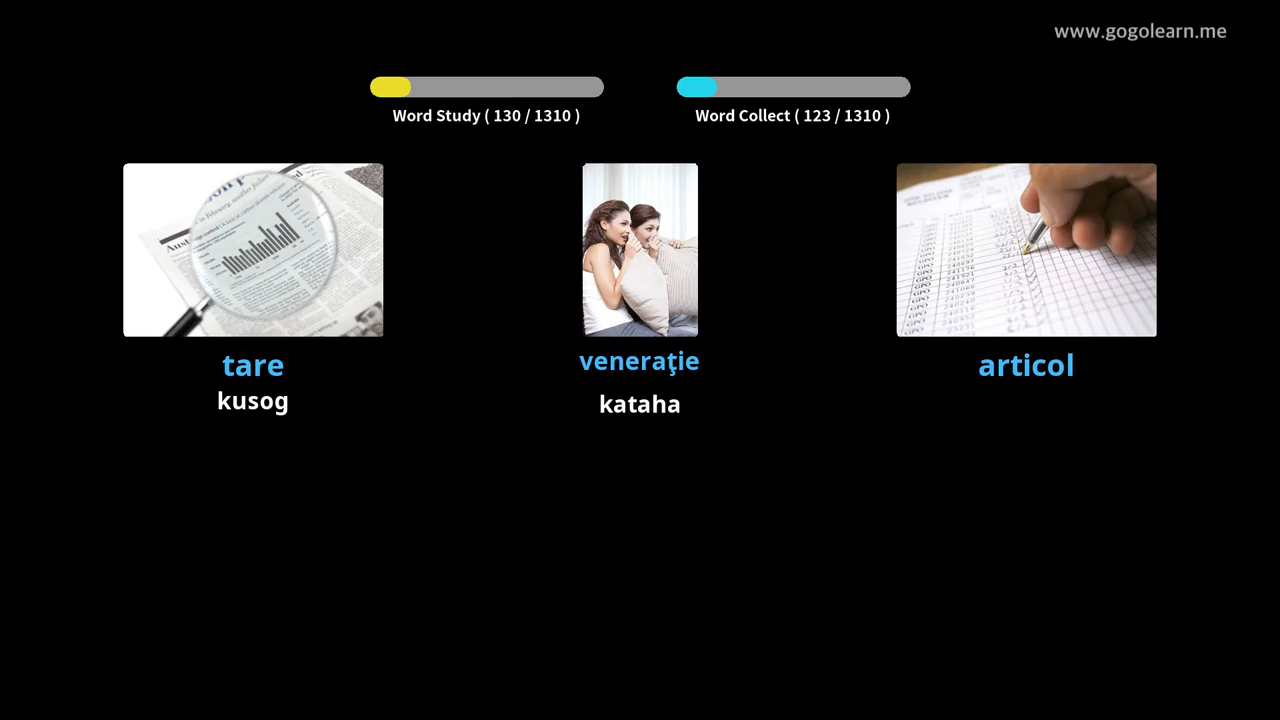 www.gogolearn.me
Word Study ( 130 / 1310 )
Word Collect ( 123 / 1310 )
tare
kusog
veneraţie
kataha
articol